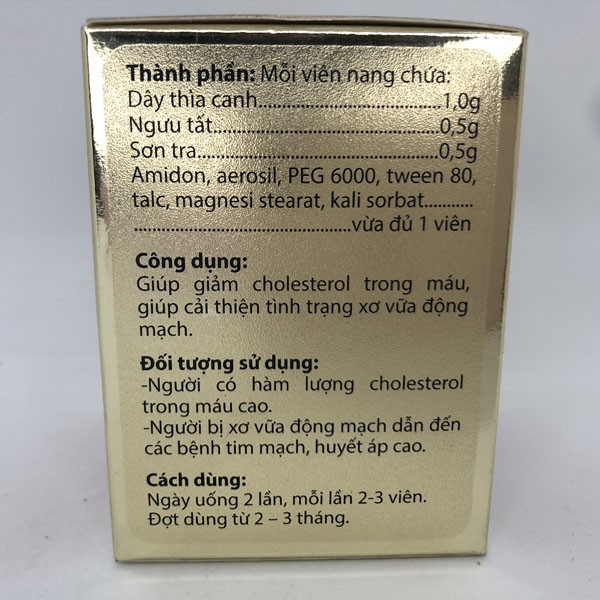 Thành phần: Mỗi viên nang chứa:
Dây thìa canh................................1,0g
Ngưu tất..........................................0,5g
Sơn tra.............................................0,5g
Amidon, aerosil, PEG 6000, tween 80,
talc, magnesi stearat, kali sorbat...........
......................................vừa đủ 1 viên
Công dụng:
Giúp giảm cholesterol trong máu,
giúp cải thiện tình trạng xơ vữa động
mạch.
Đối tượng sử dụng:
-Người có hàm lượng cholesterol
trong máu cao.
-Người bị xơ vữa động mạch dẫn đến
các bệnh tim mạch, huyết áp cao.
Cách dùng:
Ngày uống 2 lần, mỗi lần 2-3 viên.
Đợt dùng từ 2 – 3 tháng.